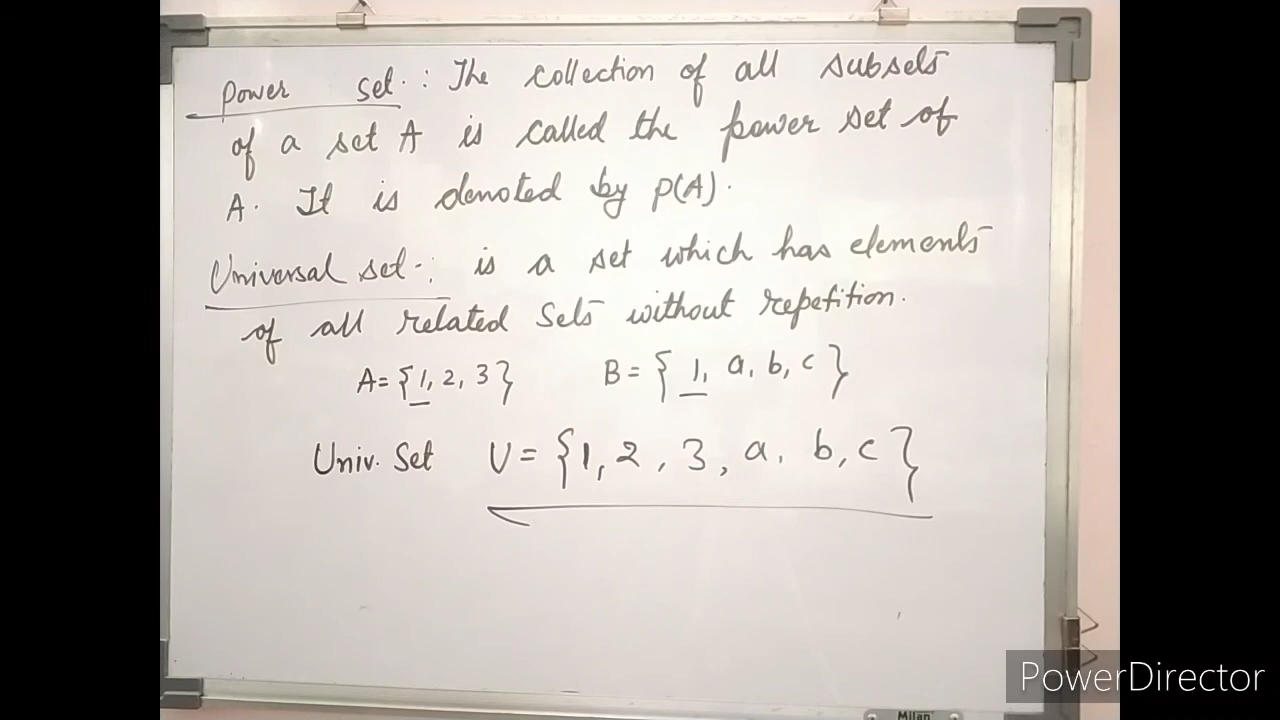 Power set :: The collection of all subsets
of a set A is called the power set of
A. It is denoted by P(A).
Universal set :: is a set which has elements
of all related Sets without repetition.
A = {1, 2, 3} B = {1, a, b, c}
Univ. Set U = {1, 2, 3, a, b, c}
PowerDirector
Milan